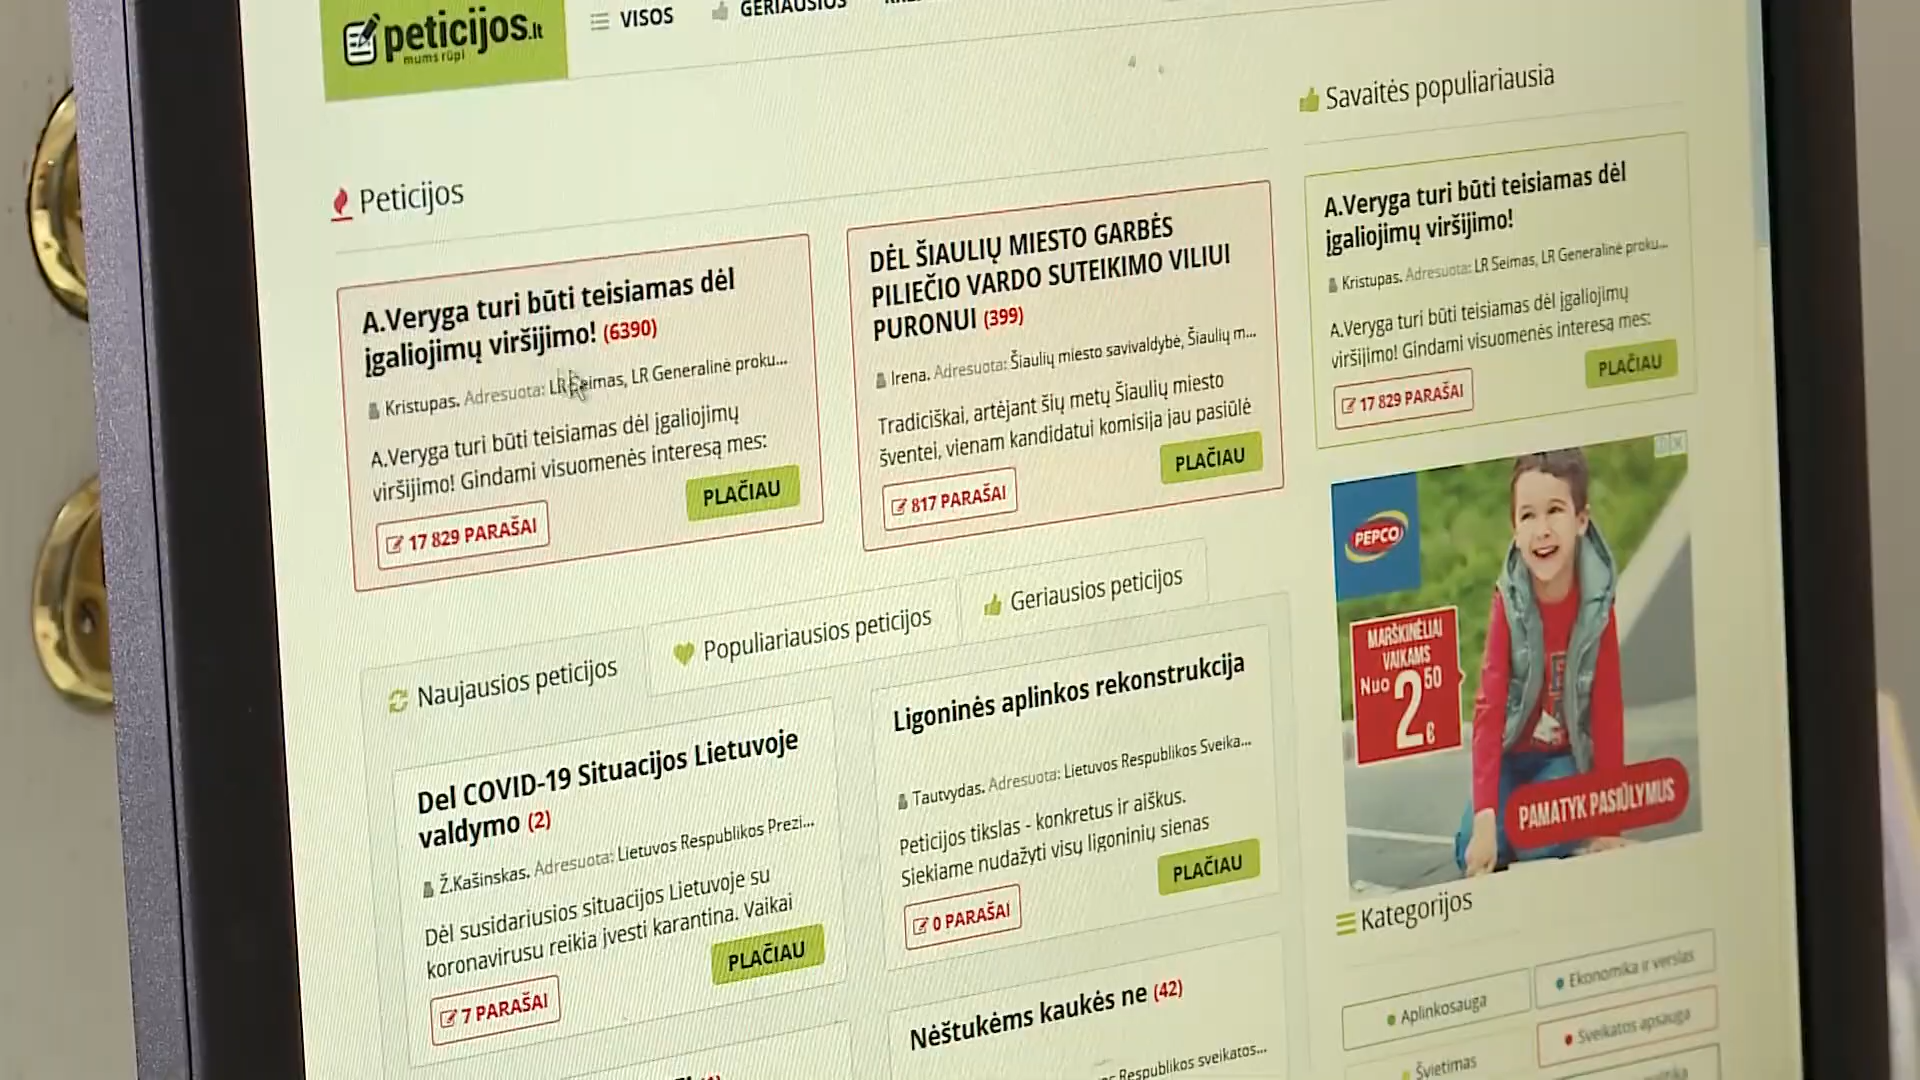 peticijos.lt
mums rūpi
VISOS
GERIAUSIOS
Peticijos
A.Veryga turi būti teisiamas dėl
įgaliojimų viršijimo! (6390)
Kristupas. Adresuota: LR Seimas, LR Generalinė proku...
A.Veryga turi būti teisiamas dėl įgaliojimų
viršijimo! Gindami visuomenės interesą mes:
PLAČIAU
17 829 PARAŠAI
DĖL ŠIAULIŲ MIESTO GARBĖS
PILIEČIO VARDO SUTEIKIMO VILIUI
PURONUI (399)
Irena. Adresuota: Šiaulių miesto savivaldybė, Šiaulių m...
Tradiciškai, artėjant šių metų Šiaulių miesto
šventei, vienam kandidatui komisija jau pasiūlė
PLAČIAU
817 PARAŠAI
Savaitės populiariausia
A.Veryga turi būti teisiamas dėl
įgaliojimų viršijimo!
Kristupas. Adresuota: LR Seimas, LR Generalinė proku...
A.Veryga turi būti teisiamas dėl įgaliojimų
viršijimo! Gindami visuomenės interesą mes:
PLAČIAU
17 829 PARAŠAI
PEPCO
MARŠKINĖLIAI
VAIKAMS
Nuo 2 50 €
PAMATYK PASIŪLYMUS
Naujausios peticijos
Populiariausios peticijos
Geriausios peticijos
Del COVID-19 Situacijos Lietuvoje
valdymo (2)
Ž.Kašinskas. Adresuota: Lietuvos Respublikos Prezi...
Dėl susidariusios situacijos Lietuvoje su
koronavirusu reikia įvesti karantina. Vaikai
PLAČIAU
7 PARAŠAI
Ligoninės aplinkos rekonstrukcija
Tautvydas. Adresuota: Lietuvos Respublikos Sveika...
Peticijos tikslas - konkretus ir aiškus.
Siekiame nudažyti visų ligoninių sienas
PLAČIAU
0 PARAŠAI
Nėštukėms kaukės ne (42)
Respublikos sveikatos...
Kategorijos
Aplinkosauga
Ekonomika ir verslas
Švietimas
Sveikatos apsauga